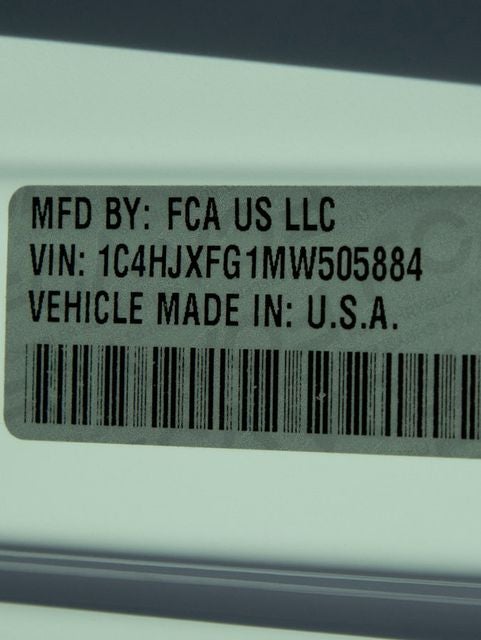 MFD BY: FCA US LLC
VIN: 1C4HJXFG1MW505884
VEHICLE MADE IN: U.S.A.